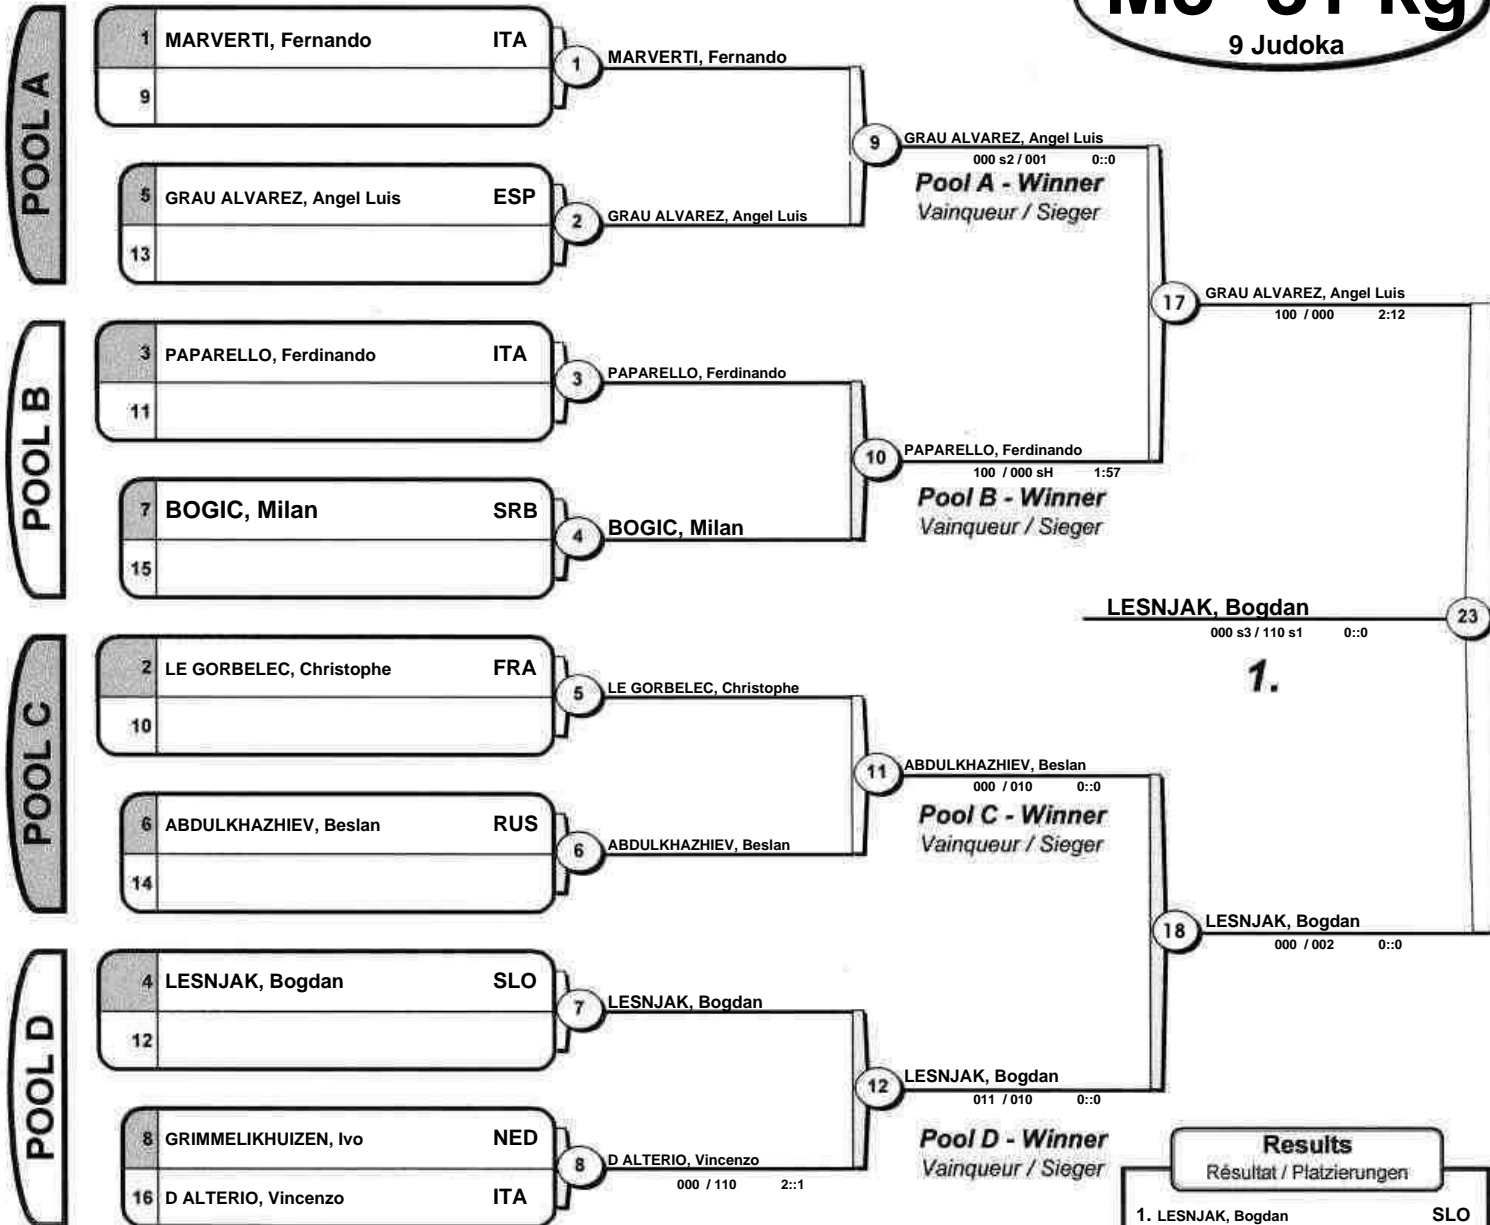 9 Judoka
POOL A
1 MARVERTI, Fernando ITA
9
5 GRAU ALVAREZ, Angel Luis ESP
13
1 MARVERTI, Fernando
2 GRAU ALVAREZ, Angel Luis
9 GRAU ALVAREZ, Angel Luis
000 s2 / 001 0::0
Pool A - Winner
Vainqueur / Sieger
POOL B
3 PAPARELLO, Ferdinando ITA
11
7 BOGIC, Milan SRB
15
3 PAPARELLO, Ferdinando
4 BOGIC, Milan
10 PAPARELLO, Ferdinando
100 / 000 sH 1:57
Pool B - Winner
Vainqueur / Sieger
17 GRAU ALVAREZ, Angel Luis
100 / 000 2:12
LESNJAK, Bogdan 23
000 s3 / 110 s1 0::0
1.
POOL C
2 LE GORBELEC, Christophe FRA
10
6 ABDULKHAZHIEV, Beslan RUS
14
5 LE GORBELEC, Christophe
6 ABDULKHAZHIEV, Beslan
11 ABDULKHAZHIEV, Beslan
000 / 010 0::0
Pool C - Winner
Vainqueur / Sieger
18 LESNJAK, Bogdan
000 / 002 0::0
POOL D
4 LESNJAK, Bogdan SLO
12
8 GRIMMELIKHUIZEN, Ivo NED
16 D ALTERIO, Vincenzo ITA
7 LESNJAK, Bogdan
8 D ALTERIO, Vincenzo
000 / 110 2::1
12 LESNJAK, Bogdan
011 / 010 0::0
Pool D - Winner
Vainqueur / Sieger
Results
Résultat / Platzierungen
1. LESNJAK, Bogdan SLO